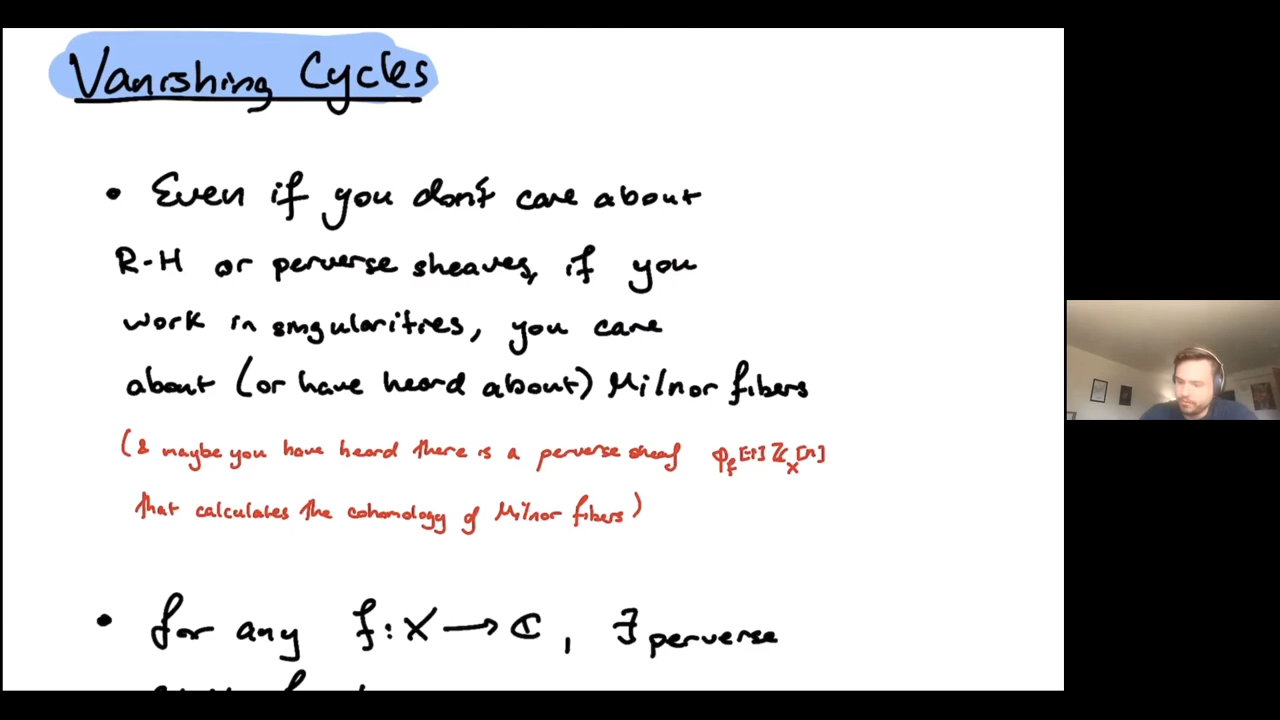 Vanishing Cycles
• Even if you don't care about
R-H or perverse sheaves, if you
work in singularities, you care
about (or have heard about) Milnor fibers
(& maybe you have heard there is a perverse sheaf φ_f[-1] ℤ_X[n]
that calculates the cohomology of Milnor fibers)
• for any f: X → ℂ, ∃ perverse